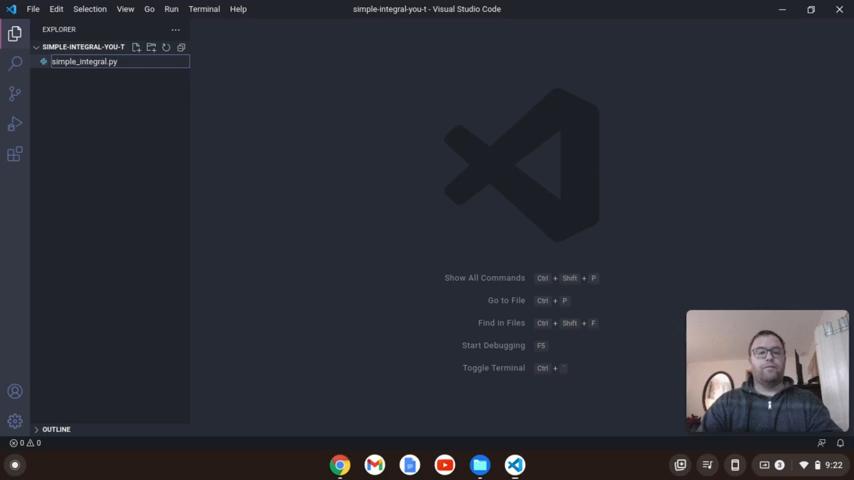 File Edit Selection View Go Run Terminal Help
simple-integral-you-t - Visual Studio Code
EXPLORER
SIMPLE-INTEGRAL-YOU-T
simple_integral.py
Show All Commands Ctrl + Shift + P
Go to File Ctrl + P
Find in Files Ctrl + Shift + F
Start Debugging F5
Toggle Terminal Ctrl + `
OUTLINE
0 0
3 9:22